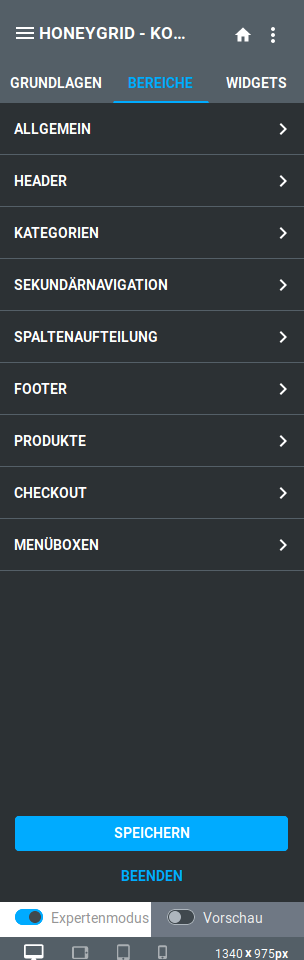 HONEYGRID - KO...
GRUNDLAGEN BEREICHE WIDGETS
ALLGEMEIN
HEADER
KATEGORIEN
SEKUNDÄRNAVIGATION
SPALTENAUFTEILUNG
FOOTER
PRODUKTE
CHECKOUT
MENÜBOXEN
SPEICHERN
BEENDEN
Expertenmodus Vorschau
1340 x 975px